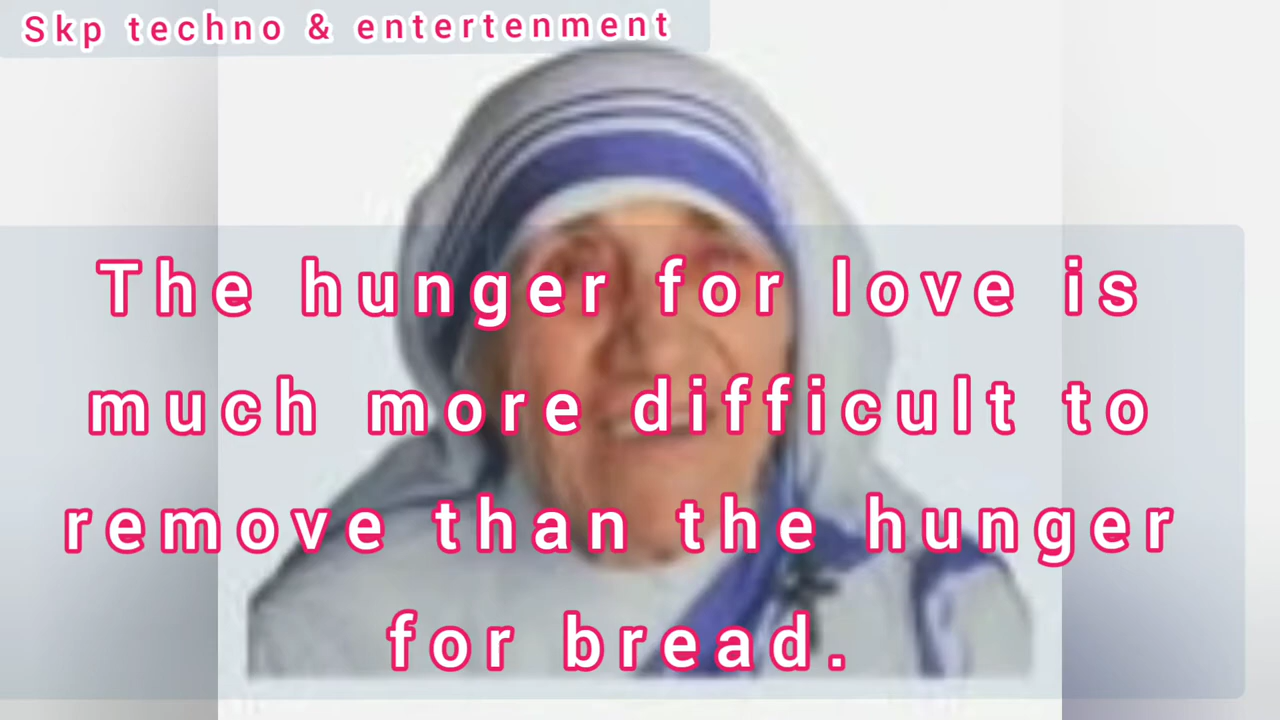 Skp techno & entertenment
The hunger for love is
much more difficult to
remove than the hunger
for bread.